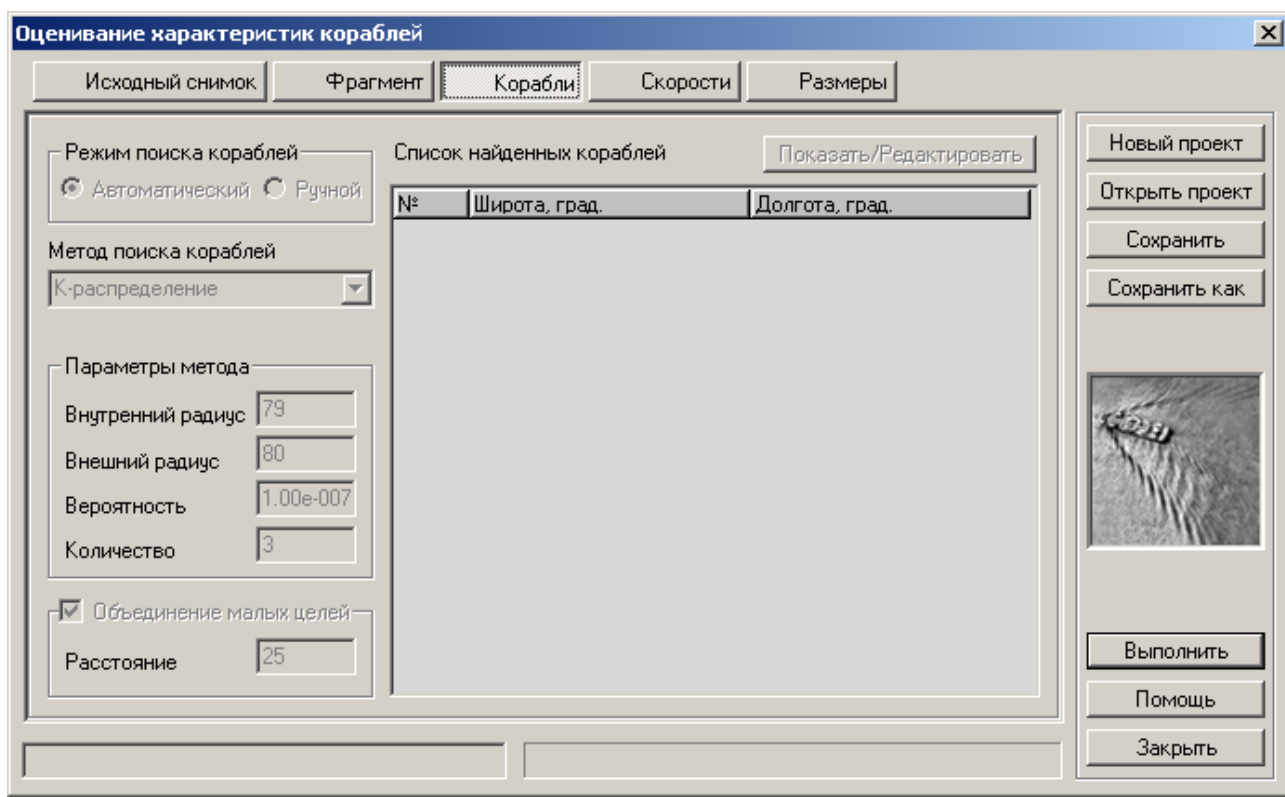 Оценивание характеристик кораблей
Исходный снимок Фрагмент Корабли Скорости Размеры
Режим поиска кораблей
Автоматический Ручной
Метод поиска кораблей
К-распределение
Параметры метода
Внутренний радиус 79
Внешний радиус 80
Вероятность 1.00e-007
Количество 3
Объединение малых целей
Расстояние 25
Список найденных кораблей Показать/Редактировать
№ Широта, град. Долгота, град.
Новый проект
Открыть проект
Сохранить
Сохранить как
Выполнить
Помощь
Закрыть